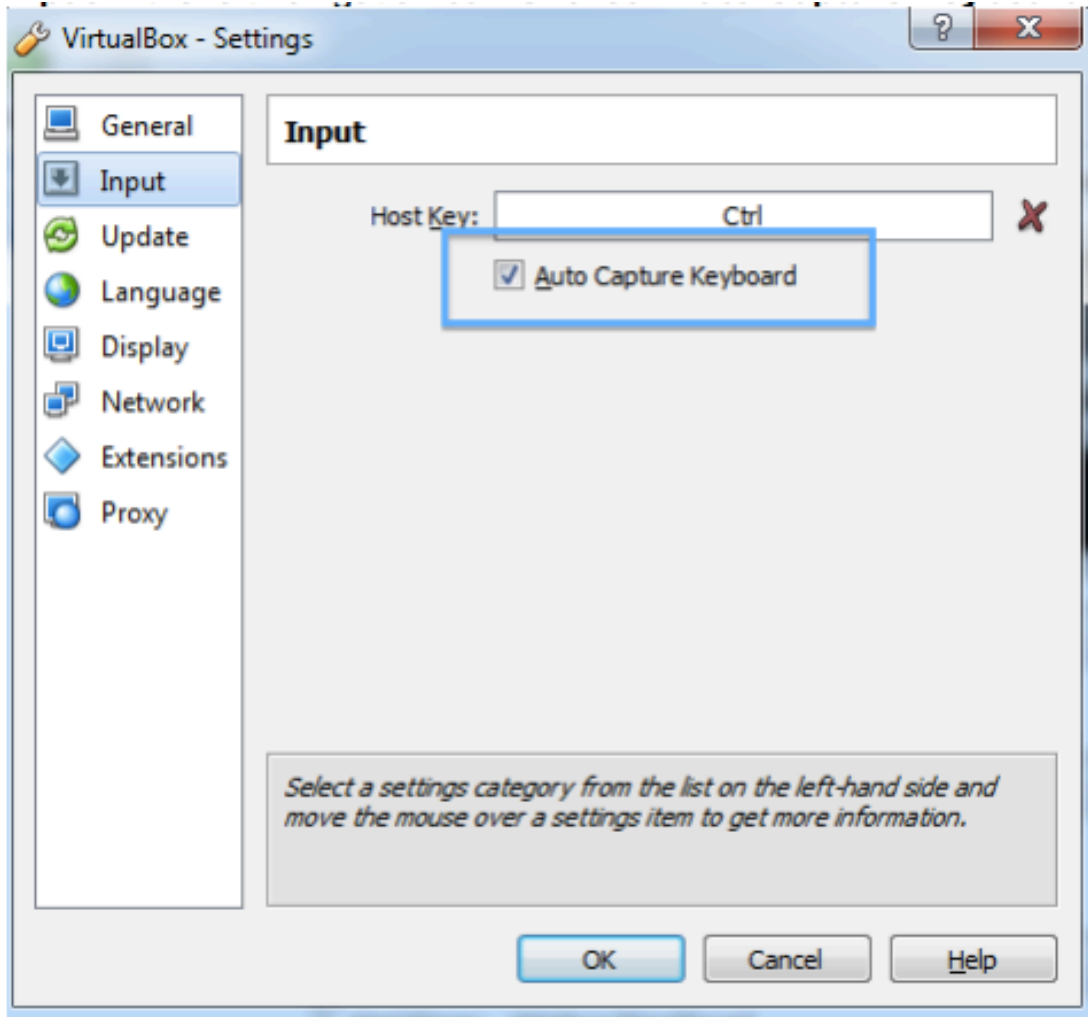 VirtualBox - Settings
General
Input
Update
Language
Display
Network
Extensions
Proxy
Input
Host Key: Ctrl
Auto Capture Keyboard
Select a settings category from the list on the left-hand side and
move the mouse over a settings item to get more information.
OK Cancel Help